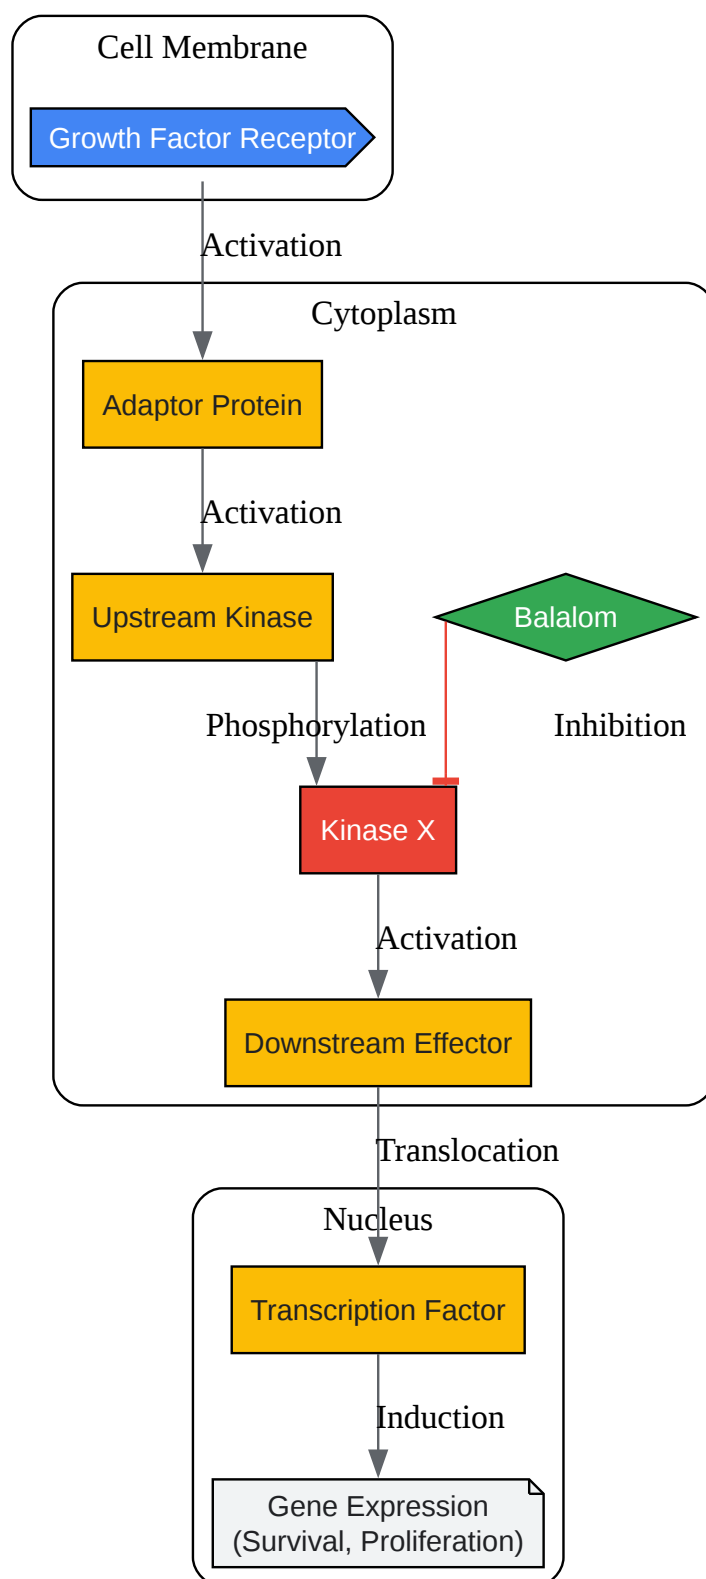 Cell Membrane
Growth Factor Receptor
Activation
Cytoplasm
Adaptor Protein
Activation
Upstream Kinase
Balalom
Phosphorylation
Inhibition
Kinase X
Activation
Downstream Effector
Translocation
Nucleus
Transcription Factor
Induction
Gene Expression
(Survival, Proliferation)